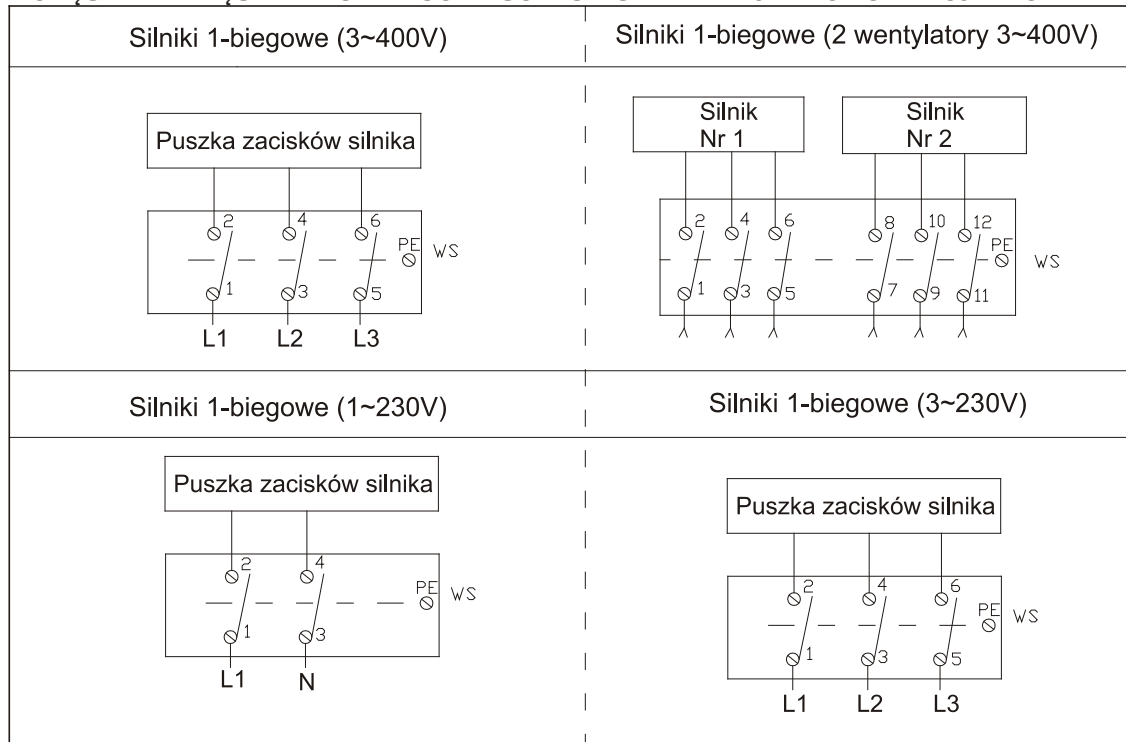 Silniki 1-biegowe (3~400V)
Silniki 1-biegowe (2 wentylatory 3~400V)
Puszka zacisków silnika
2 4 6
PE WS
1 3 5
L1 L2 L3
Silnik Nr 1
Silnik Nr 2
2 4 6 8 10 12
PE WS
1 3 5 7 9 11
Silniki 1-biegowe (1~230V)
Silniki 1-biegowe (3~230V)
Puszka zacisków silnika
2 4
PE WS
1 3
L1 N
Puszka zacisków silnika
2 4 6
PE WS
1 3 5
L1 L2 L3